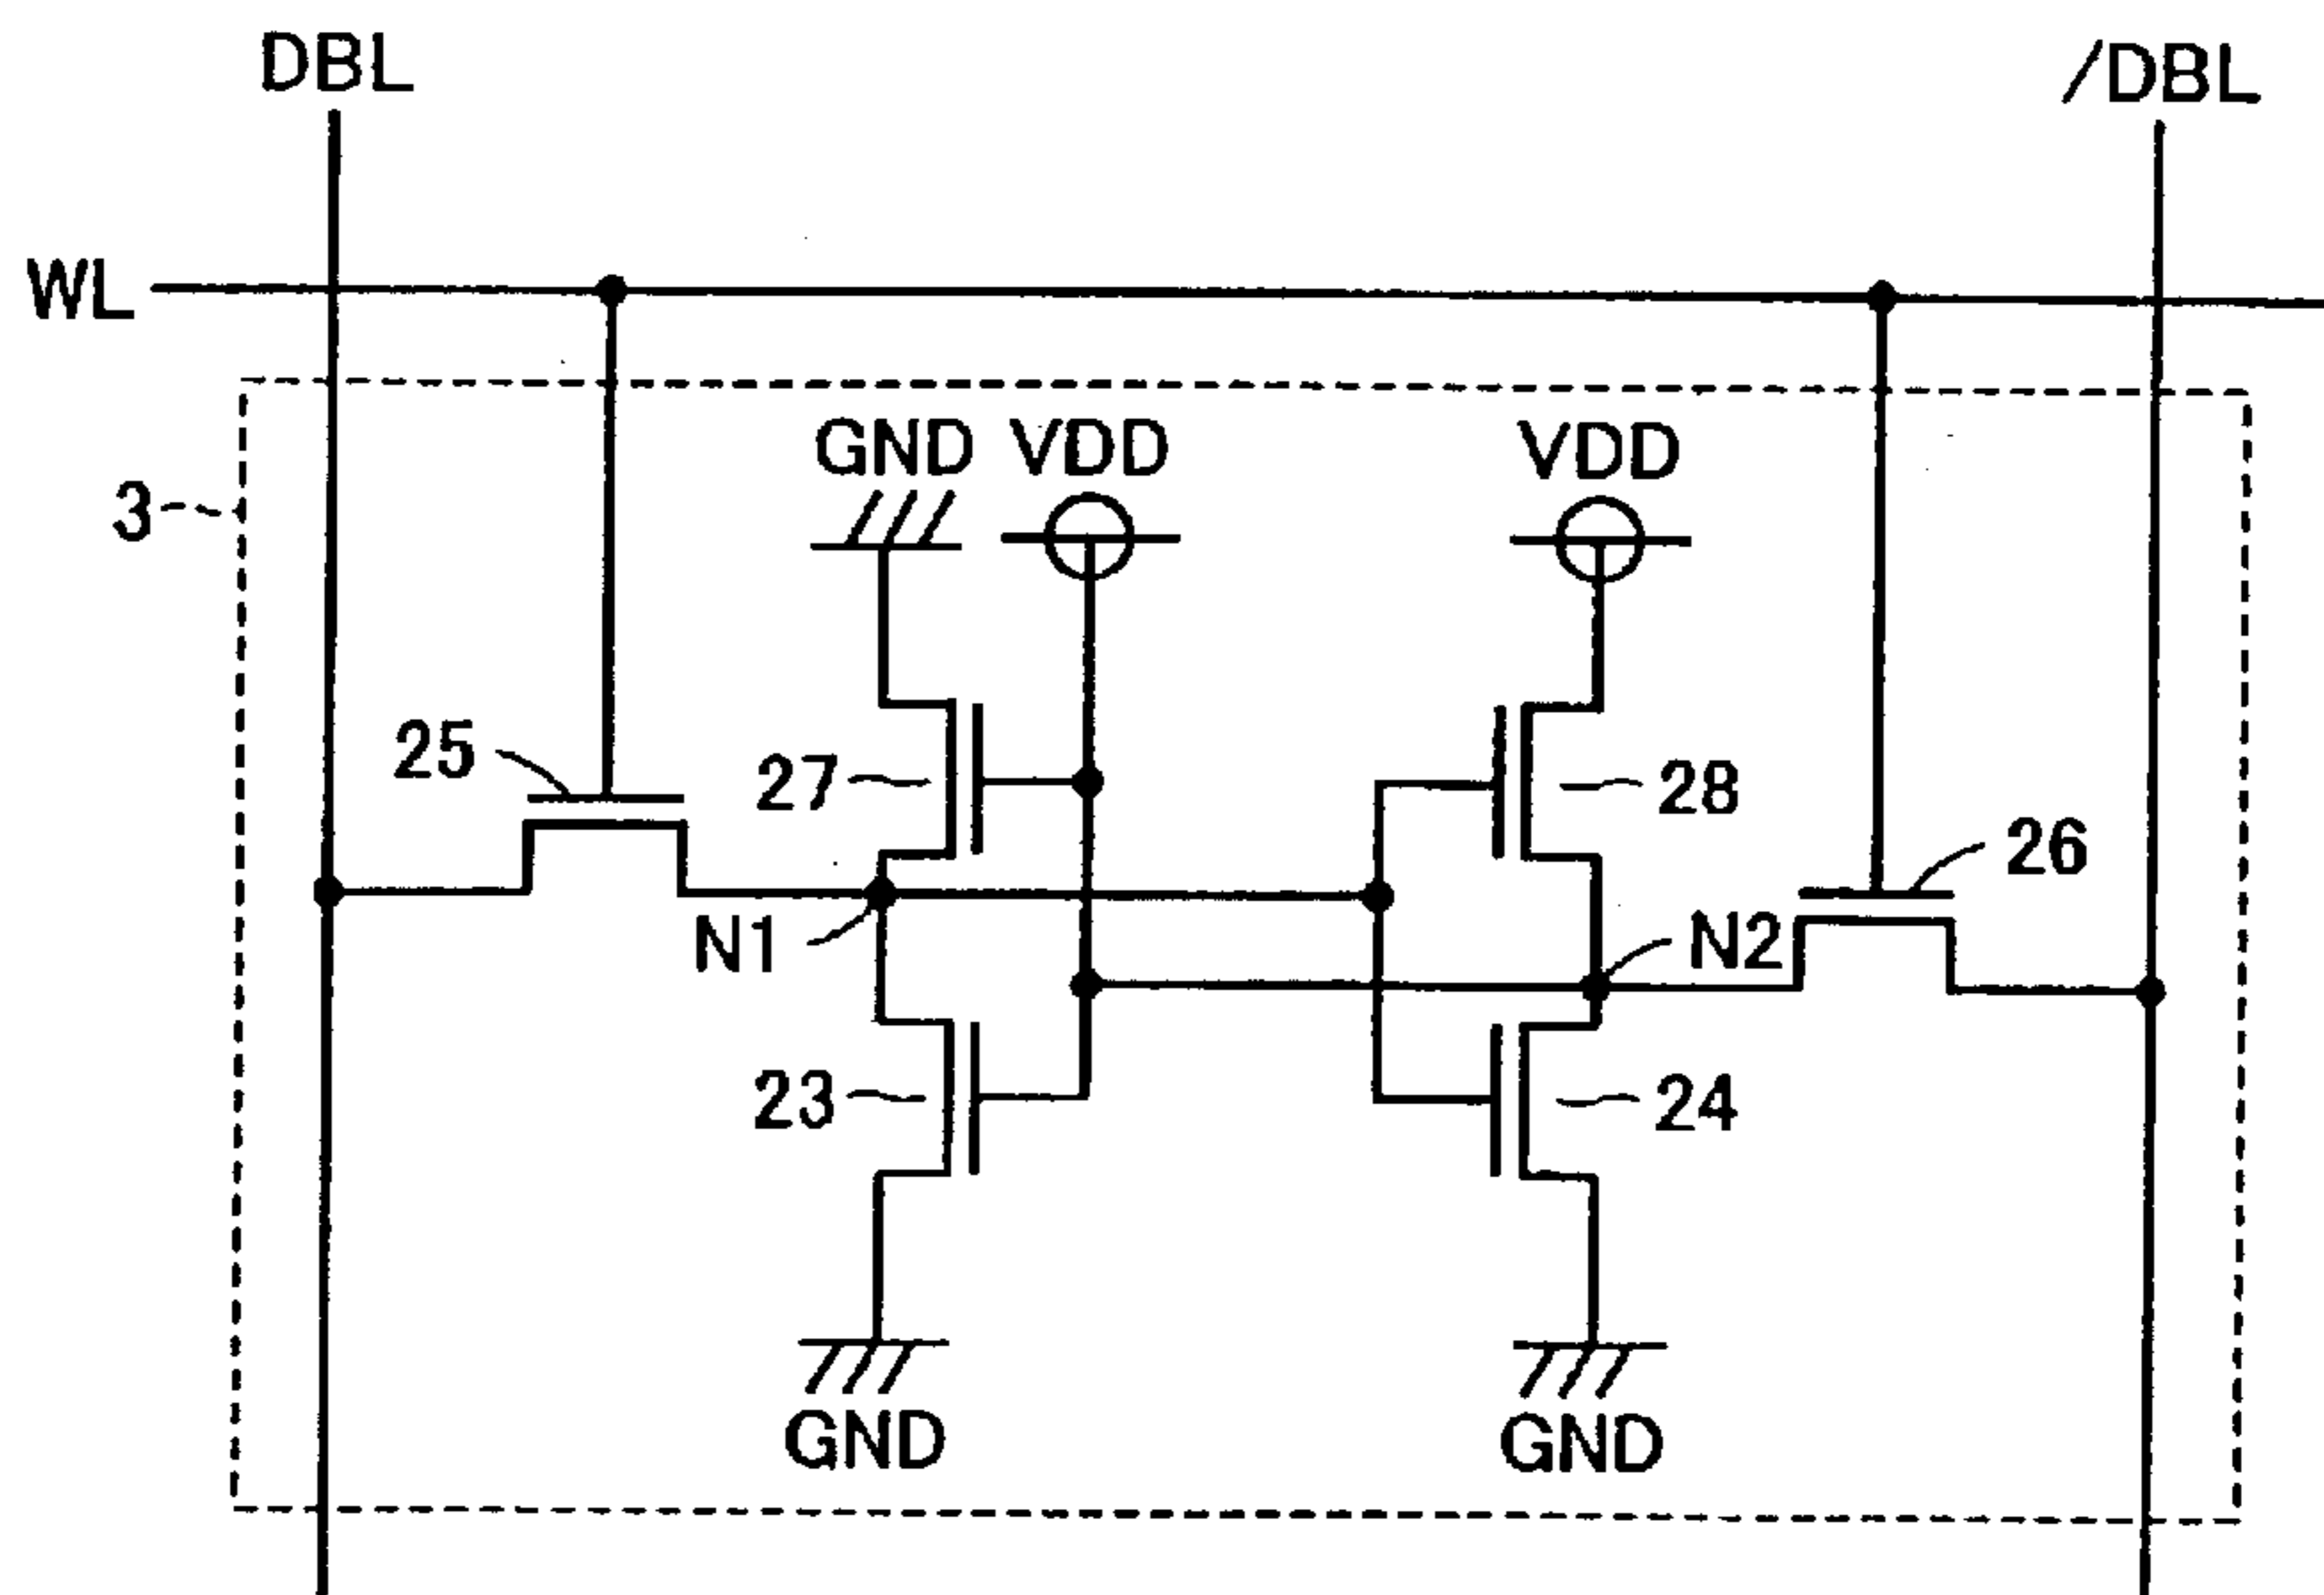 DBL /DBL
WL
GND VDD VDD
3
25 27 28 26
N1 N2
23 24
GND GND